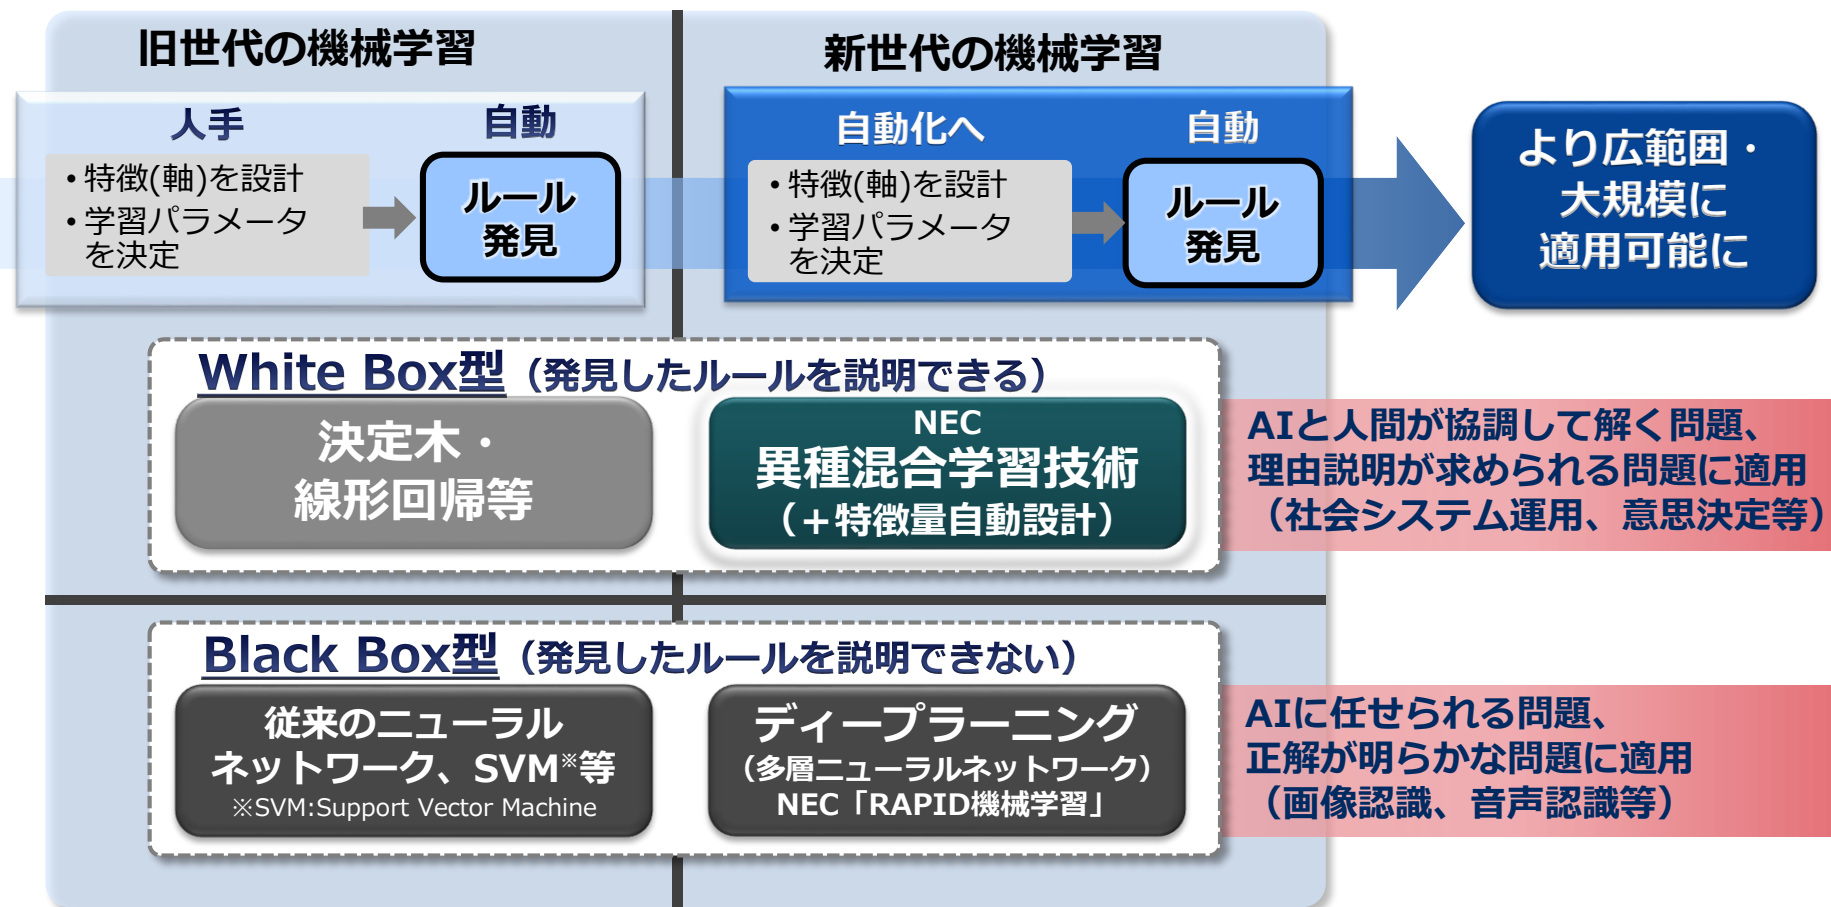 旧世代の機械学習
新世代の機械学習
人手
自動
・特徴(軸)を設計
・学習パラメータ
を決定
ルール
発見
自動化へ
自動
・特徴(軸)を設計
・学習パラメータ
を決定
ルール
発見
より広範囲・
大規模に
適用可能に
White Box型（発見したルールを説明できる）
決定木・
線形回帰等
NEC
異種混合学習技術
（＋特徴量自動設計）
AIと人間が協調して解く問題、
理由説明が求められる問題に適用
（社会システム運用、意思決定等）
Black Box型（発見したルールを説明できない）
従来のニューラル
ネットワーク、SVM※等
※SVM:Support Vector Machine
ディープラーニング
（多層ニューラルネットワーク）
NEC「RAPID機械学習」
AIに任せられる問題、
正解が明らかな問題に適用
（画像認識、音声認識等）